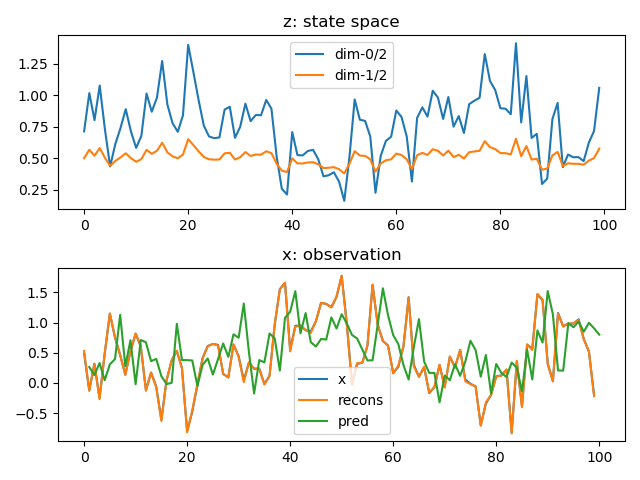 z: state space
1.25
1.00
0.75
0.50
0.25
dim-0/2
dim-1/2
0 20 40 60 80 100
x: observation
1.5
1.0
0.5
0.0
−0.5
x
recons
pred
0 20 40 60 80 100